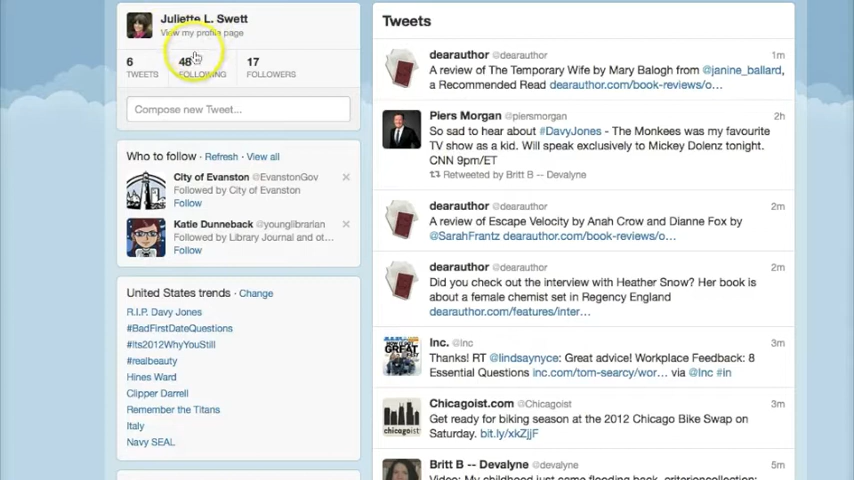 Juliette L. Swett
View my profile page
6
TWEETS
48
FOLLOWING
17
FOLLOWERS
Compose new Tweet...
Who to follow · Refresh · View all
City of Evanston @EvanstonGov
Followed by City of Evanston
Follow
Katie Dunneback @younglibrarian
Followed by Library Journal and ot...
Follow
United States trends · Change
R.I.P. Davy Jones
#BadFirstDateQuestions
#Its2012WhyYouStill
#realbeauty
Hines Ward
Clipper Darrell
Remember the Titans
Italy
Navy SEAL
Tweets
dearauthor @dearauthor 1m
A review of The Temporary Wife by Mary Balogh from @janine_ballard,
a Recommended Read dearauthor.com/book-reviews/o…
Piers Morgan @piersmorgan 2h
So sad to hear about #DavyJones - The Monkees was my favourite
TV show as a kid. Will speak exclusively to Mickey Dolenz tonight.
CNN 9pm/ET
Retweeted by Britt B -- Devalyne
dearauthor @dearauthor 2m
A review of Escape Velocity by Anah Crow and Dianne Fox by
@SarahFrantz dearauthor.com/book-reviews/o…
dearauthor @dearauthor 2m
Did you check out the interview with Heather Snow? Her book is
about a female chemist set in Regency England
dearauthor.com/features/inter…
Inc. @Inc 3m
Thanks! RT @lindsaynyce: Great advice! Workplace Feedback: 8
Essential Questions inc.com/tom-searcy/wor… via @Inc #in
Chicagoist.com @Chicagoist 3m
Get ready for biking season at the 2012 Chicago Bike Swap on
Saturday. bit.ly/xkZjjF
Britt B -- Devalyne @devalyne 5m
Video: My childhood just came flooding back. criterioncollection: